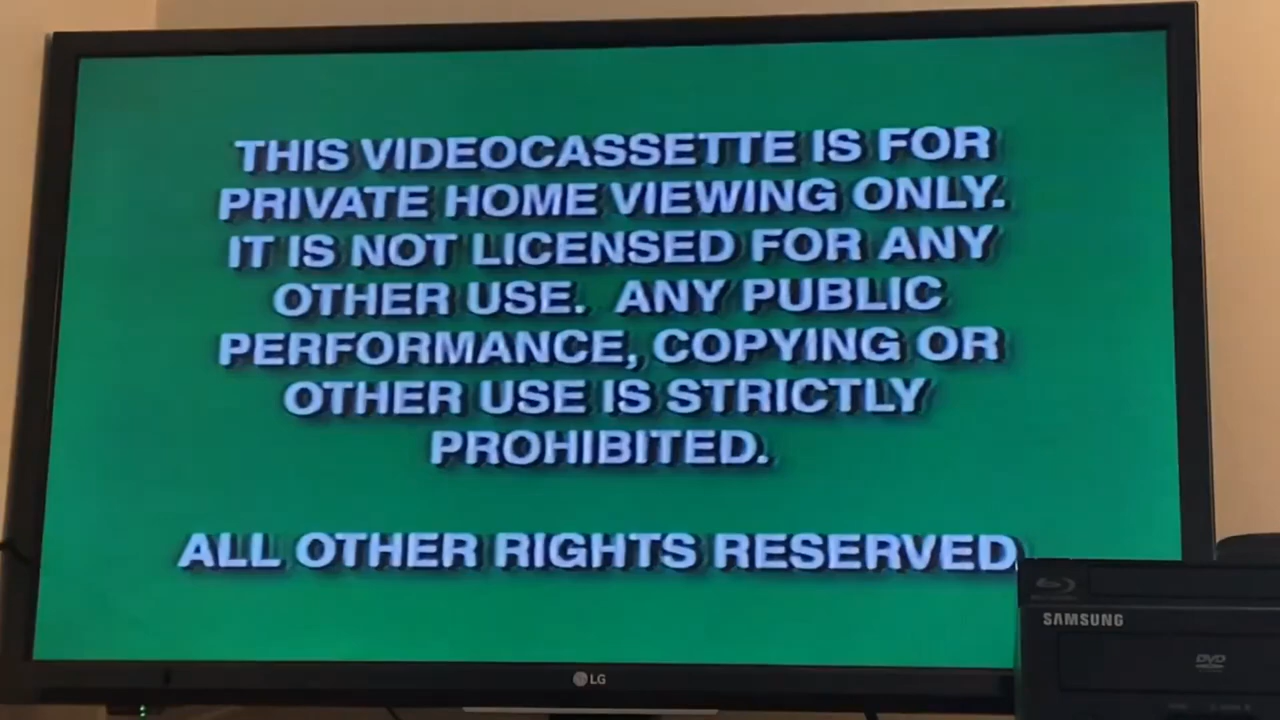 THIS VIDEOCASSETTE IS FOR
PRIVATE HOME VIEWING ONLY.
IT IS NOT LICENSED FOR ANY
OTHER USE.  ANY PUBLIC
PERFORMANCE, COPYING OR
OTHER USE IS STRICTLY
PROHIBITED.
ALL OTHER RIGHTS RESERVED
SAMSUNG
DVD
LG